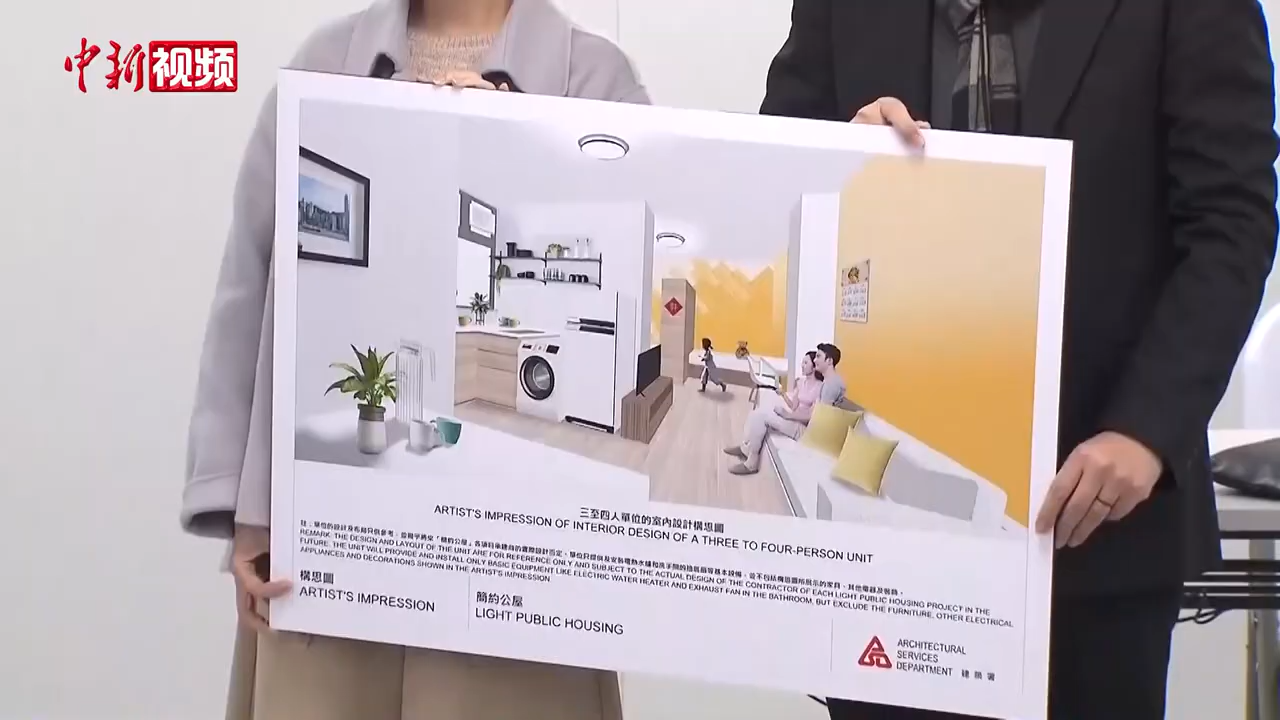 中新视频
三至四人單位的室內設計構思圖
ARTIST'S IMPRESSION OF INTERIOR DESIGN OF A THREE TO FOUR-PERSON UNIT
REMARK: THE DESIGN AND LAYOUT OF THE UNIT ARE FOR REFERENCE ONLY AND SUBJECT TO THE ACTUAL DESIGN OF THE CONTRACTOR OF EACH LIGHT PUBLIC HOUSING PROJECT IN THE
FUTURE. THE UNIT WILL PROVIDE AND INSTALL ONLY BASIC EQUIPMENT LIKE ELECTRIC WATER HEATER AND EXHAUST FAN IN THE BATHROOM, BUT EXCLUDE THE FURNITURE, OTHER ELECTRICAL
APPLIANCES AND DECORATIONS SHOWN IN THE ARTIST'S IMPRESSION
構思圖
ARTIST'S IMPRESSION
簡約公屋
LIGHT PUBLIC HOUSING
ARCHITECTURAL
SERVICES
DEPARTMENT 建築署